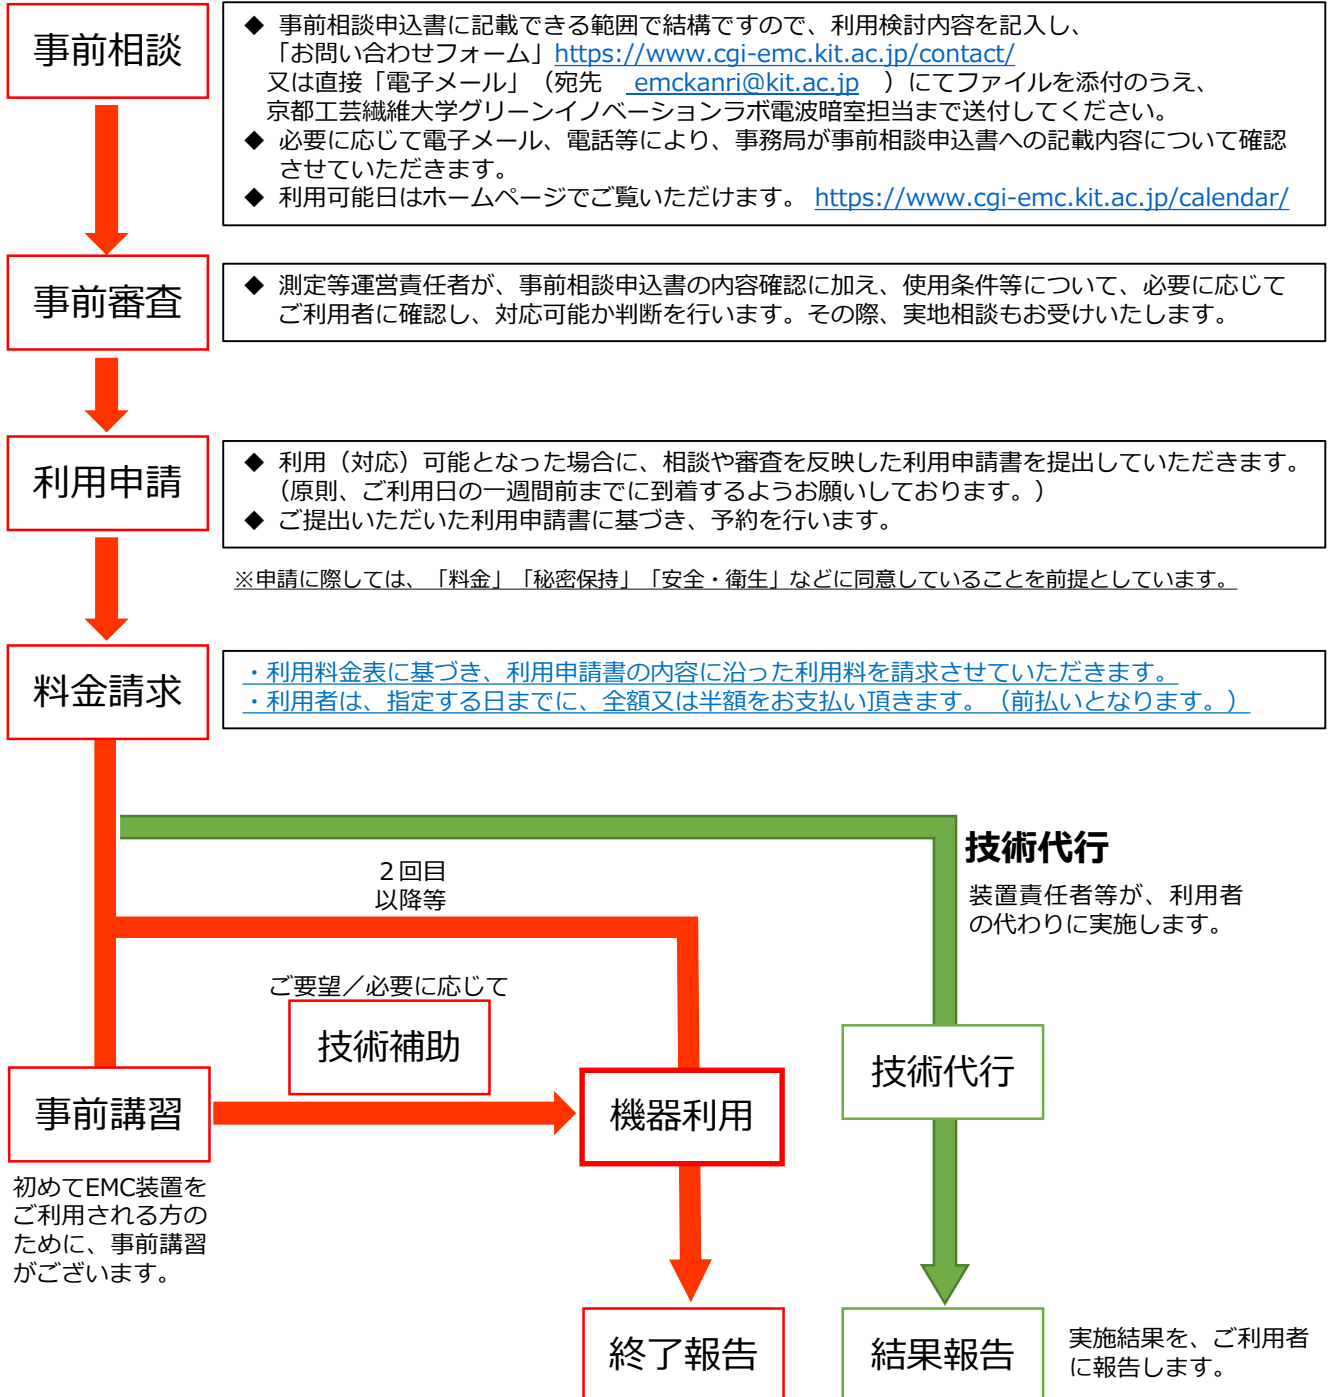 事前相談
◆ 事前相談申込書に記載できる範囲で結構ですので、利用検討内容を記入し、
「お問い合わせフォーム」https://www.cgi-emc.kit.ac.jp/contact/
又は直接「電子メール」（宛先　emckanri@kit.ac.jp　）にてファイルを添付のうえ、
京都工芸繊維大学グリーンイノベーションラボ電波暗室担当まで送付してください。
◆ 必要に応じて電子メール、電話等により、事務局が事前相談申込書への記載内容について確認
させていただきます。
◆ 利用可能日はホームページでご覧いただけます。 https://www.cgi-emc.kit.ac.jp/calendar/
事前審査
◆ 測定等運営責任者が、事前相談申込書の内容確認に加え、使用条件等について、必要に応じて
ご利用者に確認し、対応可能か判断を行います。その際、実地相談もお受けいたします。
利用申請
◆ 利用（対応）可能となった場合に、相談や審査を反映した利用申請書を提出していただきます。
（原則、ご利用日の一週間前までに到着するようお願いしております。）
◆ ご提出いただいた利用申請書に基づき、予約を行います。
※申請に際しては、「料金」「秘密保持」「安全・衛生」などに同意していることを前提としています。
料金請求
・利用料金表に基づき、利用申請書の内容に沿った利用料を請求させていただきます。
・利用者は、指定する日までに、全額又は半額をお支払い頂きます。（前払いとなります。）
技術代行
装置責任者等が、利用者
の代わりに実施します。
２回目
以降等
ご要望／必要に応じて
技術補助
技術代行
事前講習
機器利用
初めてEMC装置を
ご利用される方の
ために、事前講習
がございます。
終了報告
結果報告
実施結果を、ご利用者
に報告します。